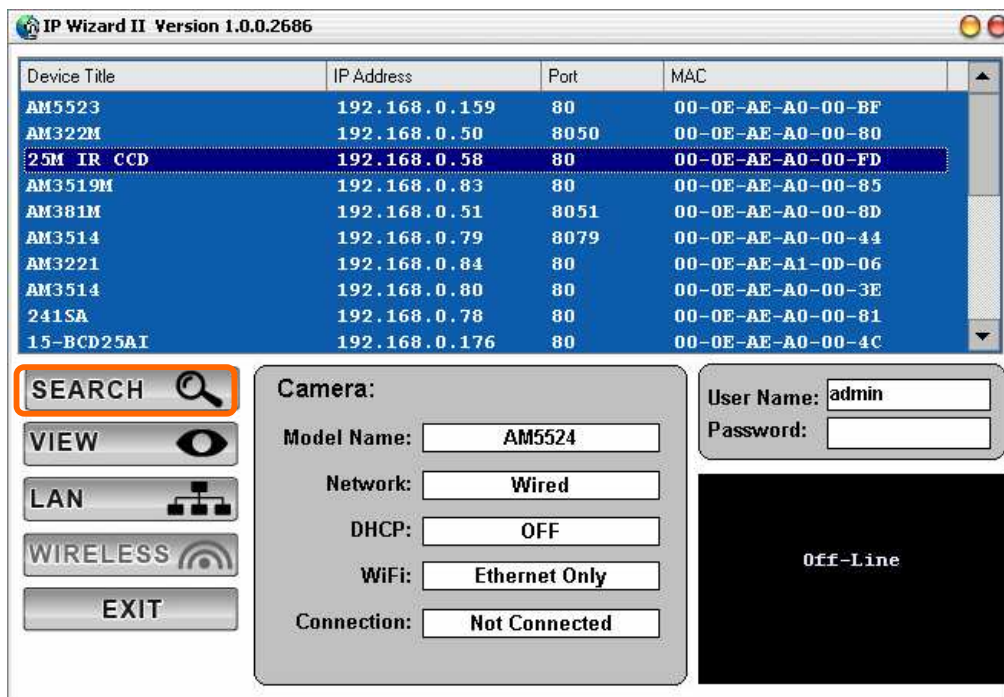 IP Wizard II Version 1.0.0.2686
Device Title IP Address Port MAC
AM5523 192.168.0.159 80 00-0E-AE-A0-00-BF
AM322M 192.168.0.50 8050 00-0E-AE-A0-00-80
25M IR CCD 192.168.0.58 80 00-0E-AE-A0-00-FD
AM3519M 192.168.0.83 80 00-0E-AE-A0-00-85
AM381M 192.168.0.51 8051 00-0E-AE-A0-00-8D
AM3514 192.168.0.79 8079 00-0E-AE-A0-00-44
AM3221 192.168.0.84 80 00-0E-AE-A1-0D-06
AM3514 192.168.0.80 80 00-0E-AE-A0-00-3E
241SA 192.168.0.78 80 00-0E-AE-A0-00-81
15-BCD25AI 192.168.0.176 80 00-0E-AE-A0-00-4C
SEARCH
VIEW
LAN
WIRELESS
EXIT
Camera:
Model Name: AM5524
Network: Wired
DHCP: OFF
WiFi: Ethernet Only
Connection: Not Connected
User Name: admin
Password:
Off-Line